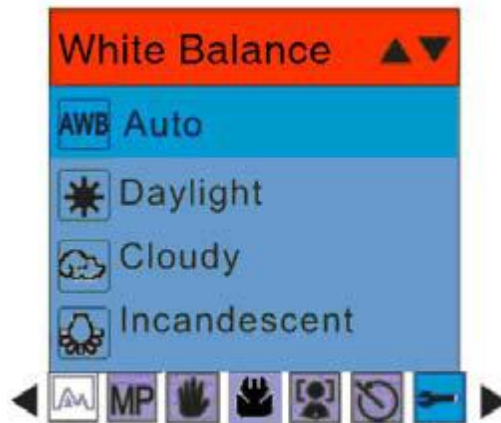 White Balance
AWB Auto
Daylight
Cloudy
Incandescent
MP